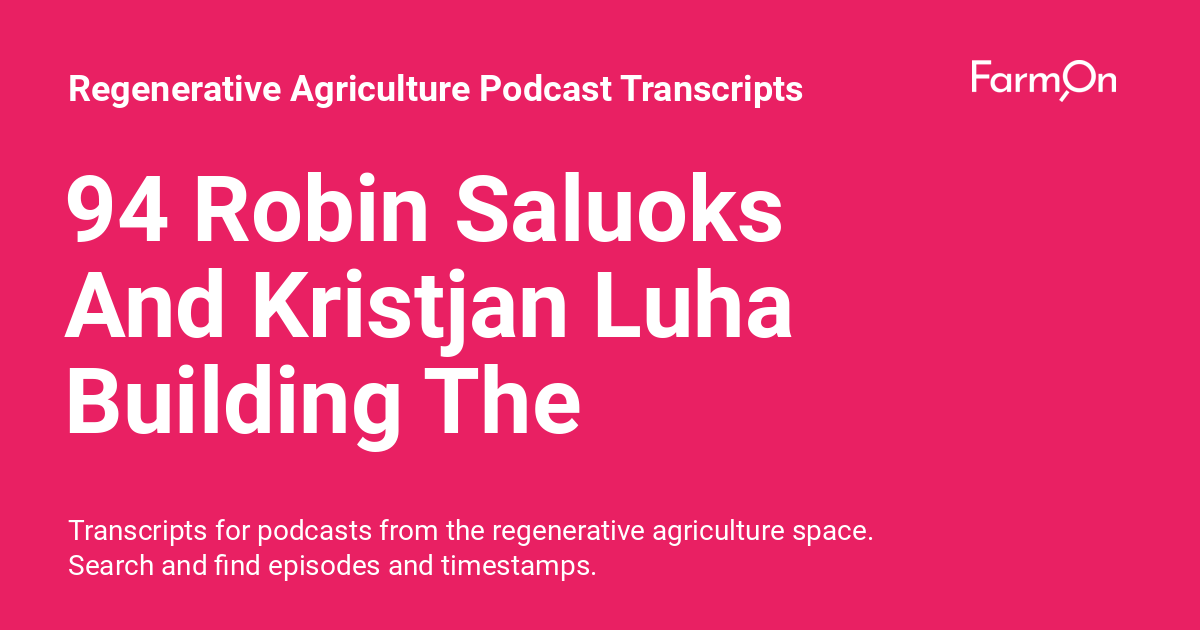 Regenerative Agriculture Podcast Transcripts
FarmOn
94 Robin Saluoks
And Kristjan Luha
Building The
Transcripts for podcasts from the regenerative agriculture space.
Search and find episodes and timestamps.